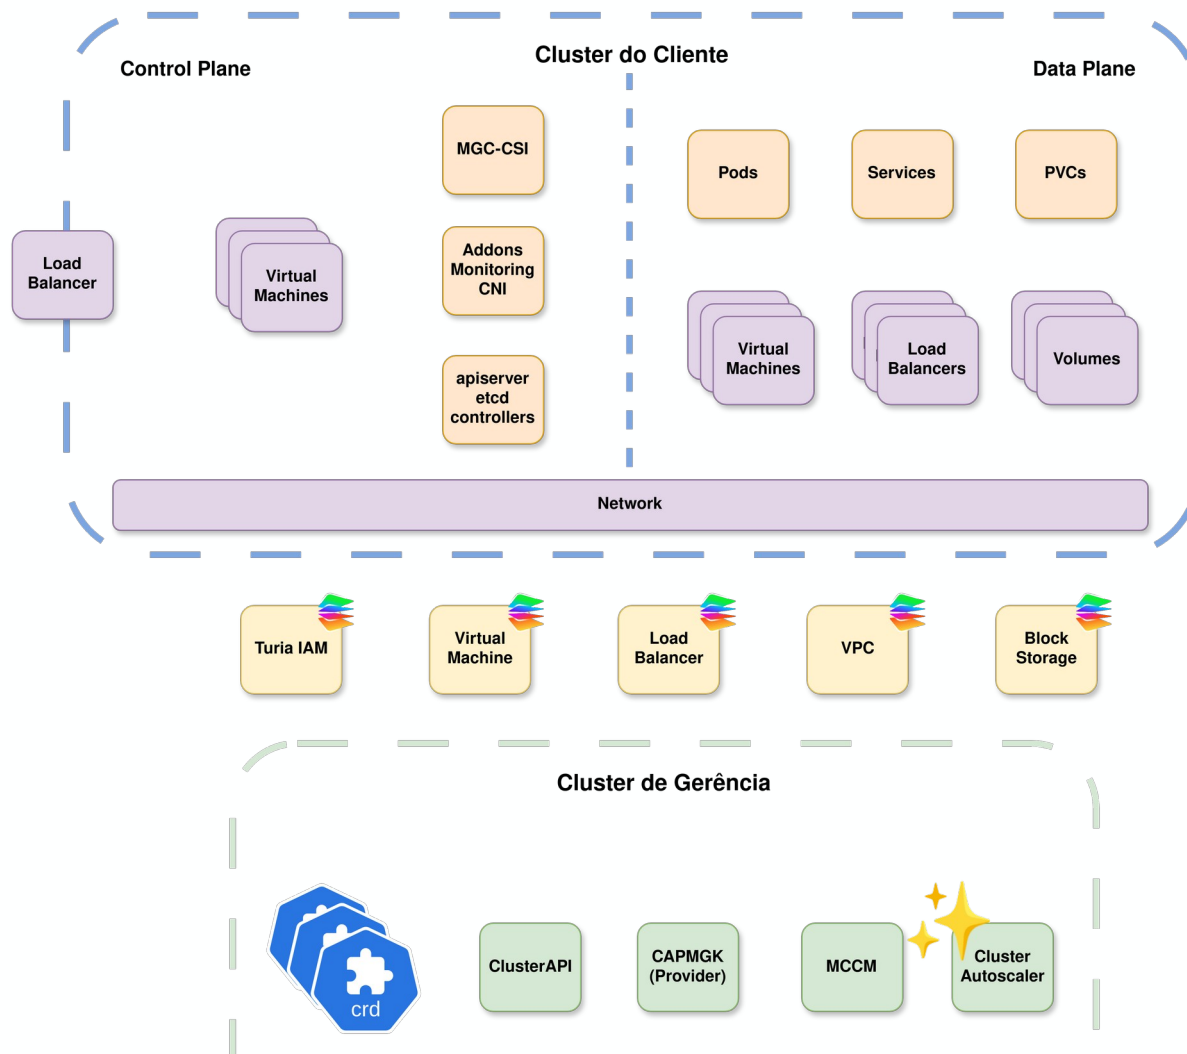 Cluster do Cliente
Control Plane
Data Plane
MGC-CSI
Pods
Services
PVCs
Load
Balancer
Virtual
Machines
Addons
Monitoring
CNI
Virtual
Machines
Load
Balancers
Volumes
apiserver
etcd
controllers
Network
Turia IAM
Virtual
Machine
Load
Balancer
VPC
Block
Storage
Cluster de Gerência
crd
ClusterAPI
CAPMGK
(Provider)
MCCM
Cluster
Autoscaler